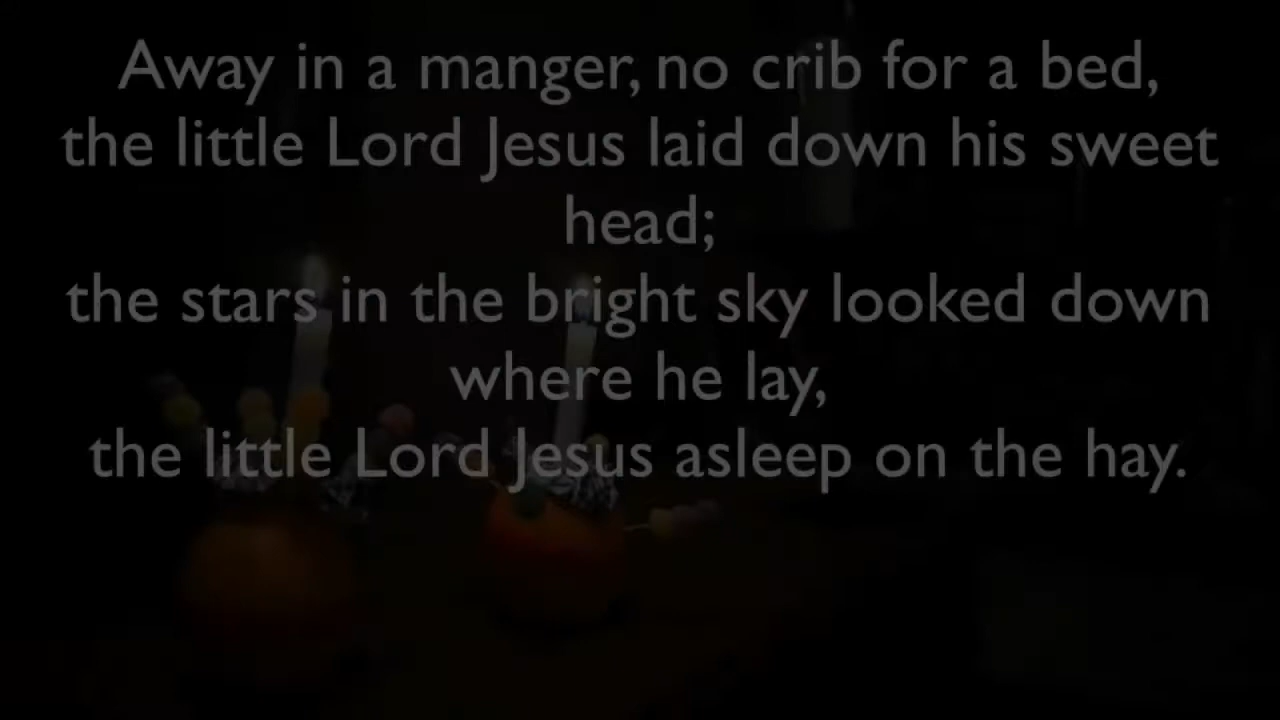 Away in a manger, no crib for a bed,
the little Lord Jesus laid down his sweet
head;
the stars in the bright sky looked down
where he lay,
the little Lord Jesus asleep on the hay.